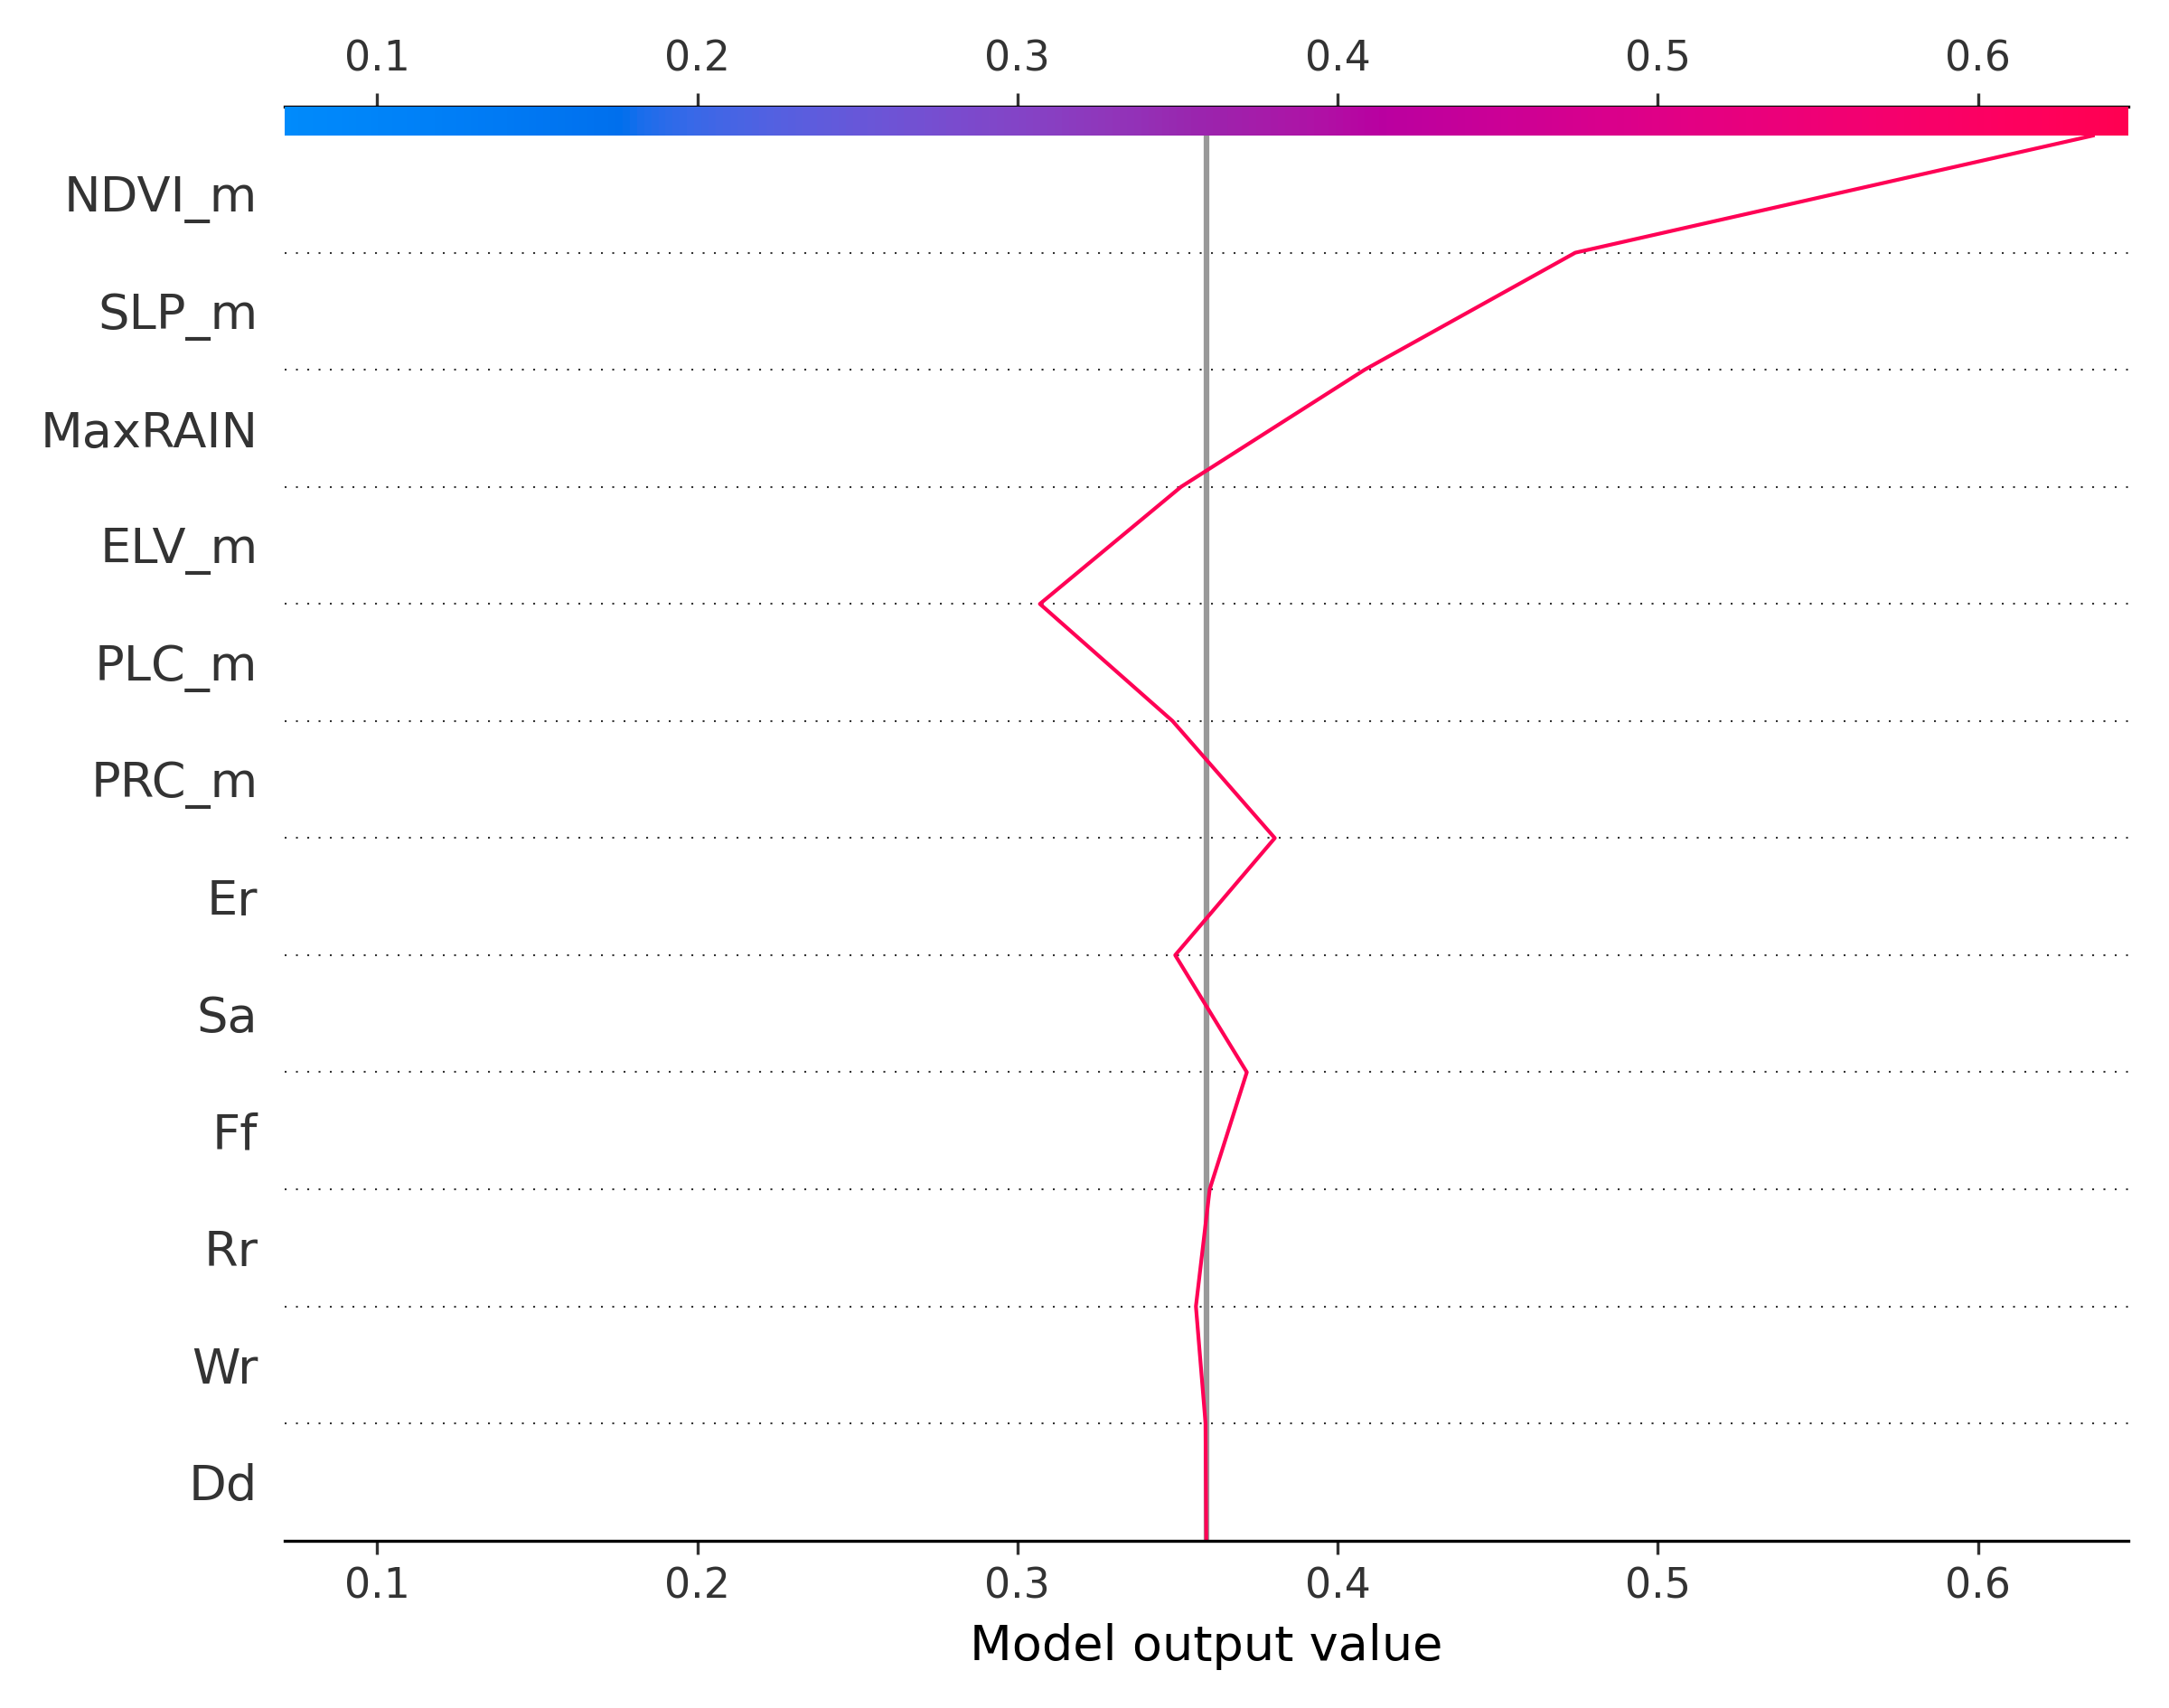 0.1 0.2 0.3 0.4 0.5 0.6
NDVI_m
SLP_m
MaxRAIN
ELV_m
PLC_m
PRC_m
Er
Sa
Ff
Rr
Wr
Dd
0.1 0.2 0.3 0.4 0.5 0.6
Model output value